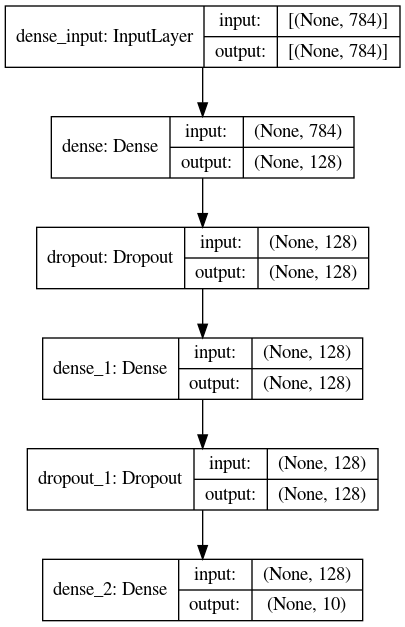 dense_input: InputLayer
input: [(None, 784)]
output: [(None, 784)]
dense: Dense
input: (None, 784)
output: (None, 128)
dropout: Dropout
input: (None, 128)
output: (None, 128)
dense_1: Dense
input: (None, 128)
output: (None, 128)
dropout_1: Dropout
input: (None, 128)
output: (None, 128)
dense_2: Dense
input: (None, 128)
output: (None, 10)